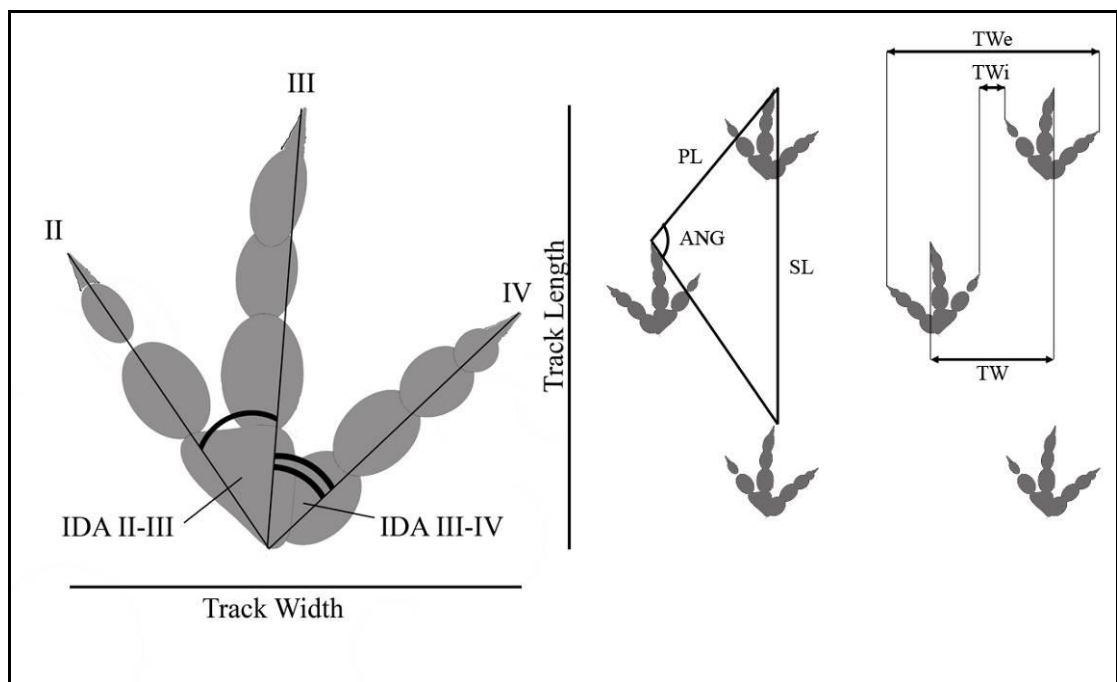 III
II
IV
IDA II-III
IDA III-IV
Track Width
Track Length
PL
ANG
SL
TWe
TWi
TW